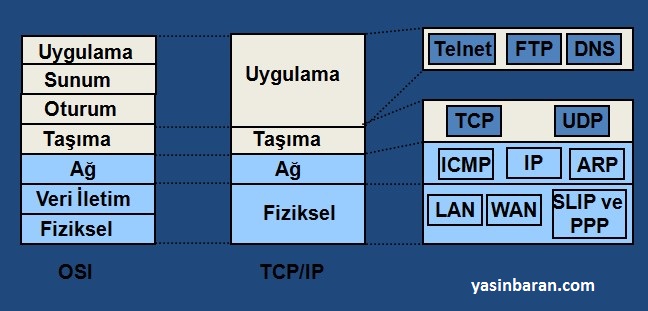 Uygulama
Sunum
Oturum
Taşıma
Ağ
Veri İletim
Fiziksel
OSI
Uygulama
Taşıma
Ağ
Fiziksel
TCP/IP
Telnet FTP DNS
TCP UDP
ICMP IP ARP
LAN WAN SLIP ve
PPP
yasinbaran.com